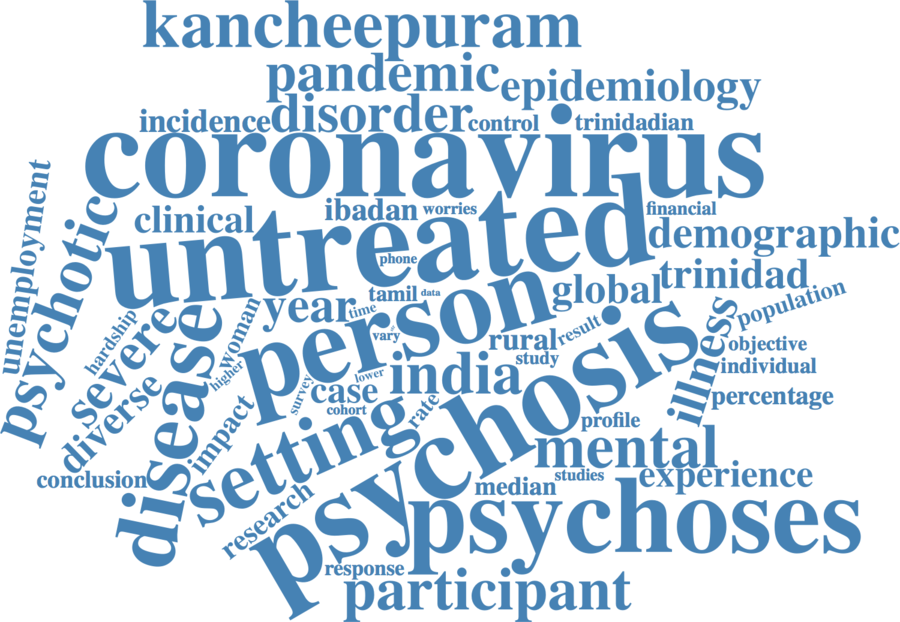 kancheepuram
pandemic
epidemiology
incidence
disorder
control
trinidadian
coronavirus
unemployment
psychotic
clinical
ibadan
worries
financial
untreated
demographic
phone
trinidad
global
tamil
data
year
time
person
population
hardship
severe
woman
vary
rural
result
illness
objective
disease
higher
lower
study
individual
diverse
survey
case
india
psychosis
percentage
cohort
rate
impact
setting
profile
mental
conclusion
research
median
studies
experience
psychoses
response
participant